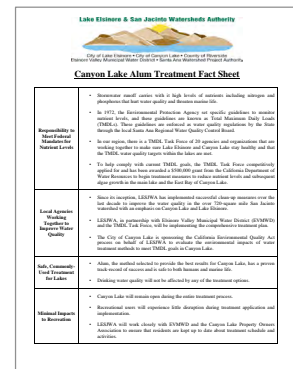 Lake Elsinore & San Jacinto Watersheds Authority
City of Lake Elsinore • City of Canyon Lake • County of Riverside
Elsinore Valley Municipal Water District • Santa Ana Watershed Project Authority
Canyon Lake Alum Treatment Fact Sheet
Responsibility to
Meet Federal
Mandates for
Nutrient Levels
• Stormwater runoff carries with it high levels of nutrients including nitrogen and
phosphorus that hurt water quality and threaten marine life.
• In 1972, the Environmental Protection Agency set specific guidelines to monitor
nutrient levels, and these guidelines are known as Total Maximum Daily Loads
(TMDLs). These guidelines are enforced as water quality regulations by the State
through the local Santa Ana Regional Water Quality Control Board.
• In our region, there is a TMDL Task Force of 20 agencies and organizations that are
working together to make sure Lake Elsinore and Canyon Lake stay healthy and that
the TMDL water quality targets within the lakes are met.
• To help comply with current TMDL goals, the TMDL Task Force competitively
applied for and has been awarded a $500,000 grant from the California Department of
Water Resources to begin treatment measures to reduce nutrient levels and subsequent
algae growth in the main lake and the East Bay of Canyon Lake.
Local Agencies
Working
Together to
Improve Water
Quality
• Since its inception, LESJWA has implemented successful clean-up measures over the
last decade to improve the water quality in the over 720-square mile San Jacinto
watershed with an emphasis on Canyon Lake and Lake Elsinore.
• LESJWA, in partnership with Elsinore Valley Municipal Water District (EVMWD) and
the TMDL Task Force, will be implementing the comprehensive treatment plan.
• The City of Canyon Lake is sponsoring the California Environmental Quality Act
process on behalf of LESJWA to evaluate the environmental impacts of water
treatment methods to meet TMDL goals in Canyon Lake.
Safe, Commonly-
Used Treatment
for Lakes
• Alum, the method selected to provide the best results for Canyon Lake, has a proven
track-record of success and is safe to both humans and marine life.
• Drinking water quality will not be affected by any of the treatment options.
Minimal Impacts
to Recreation
• Canyon Lake will remain open during the entire treatment process.
• Recreational users will experience little disruption during treatment application and
implementation.
• LESJWA will work closely with EVMWD and the Canyon Lake Property Owners
Association to ensure that residents are kept up to date about treatment schedule and
activities.